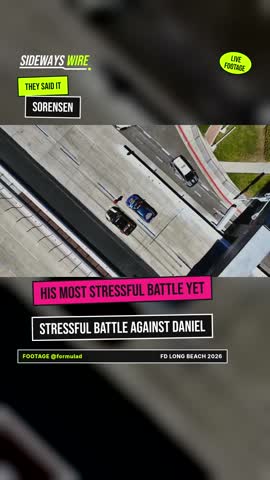 SIDEWAYS WIRE
LIVE
FOOTAGE
THEY SAID IT
SORENSEN
HIS MOST STRESSFUL BATTLE YET
STRESSFUL BATTLE AGAINST DANIEL
FOOTAGE @formulad
FD LONG BEACH 2026